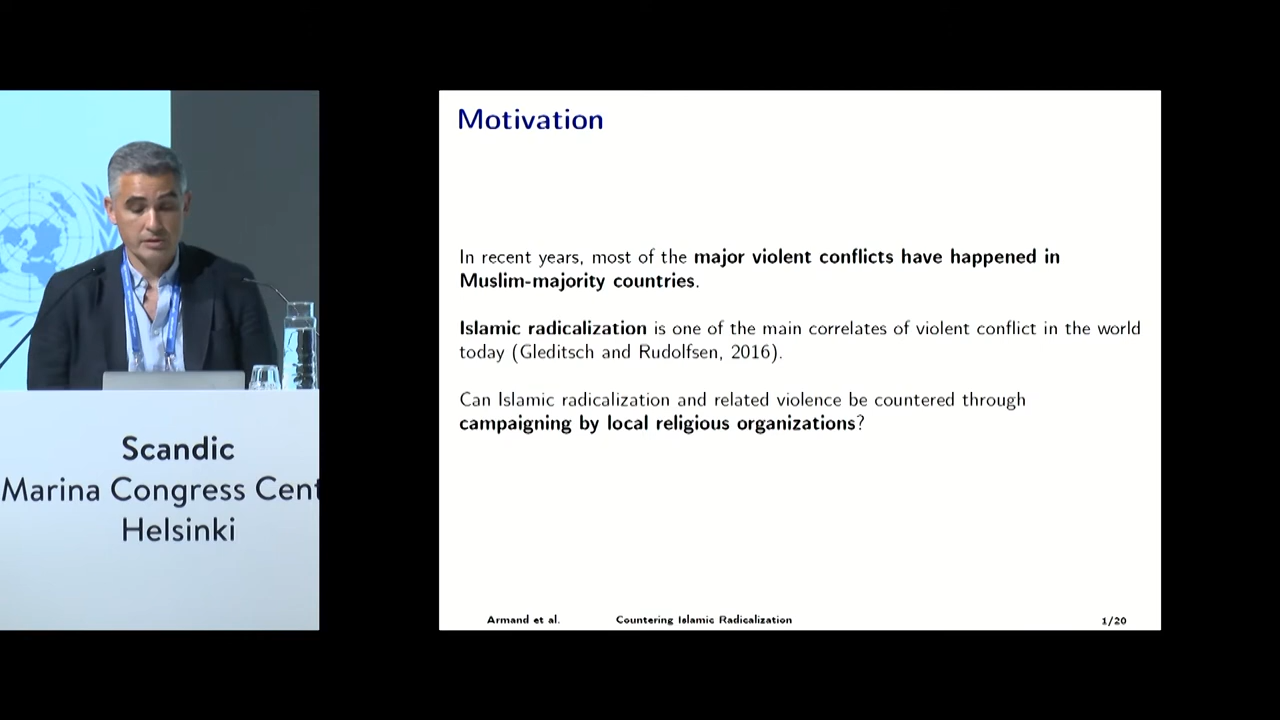 Scandic
Marina Congress Cent
Helsinki
Motivation
In recent years, most of the major violent conflicts have happened in
Muslim-majority countries.
Islamic radicalization is one of the main correlates of violent conflict in the world
today (Gleditsch and Rudolfsen, 2016).
Can Islamic radicalization and related violence be countered through
campaigning by local religious organizations?
Armand et al. Countering Islamic Radicalization 1/20